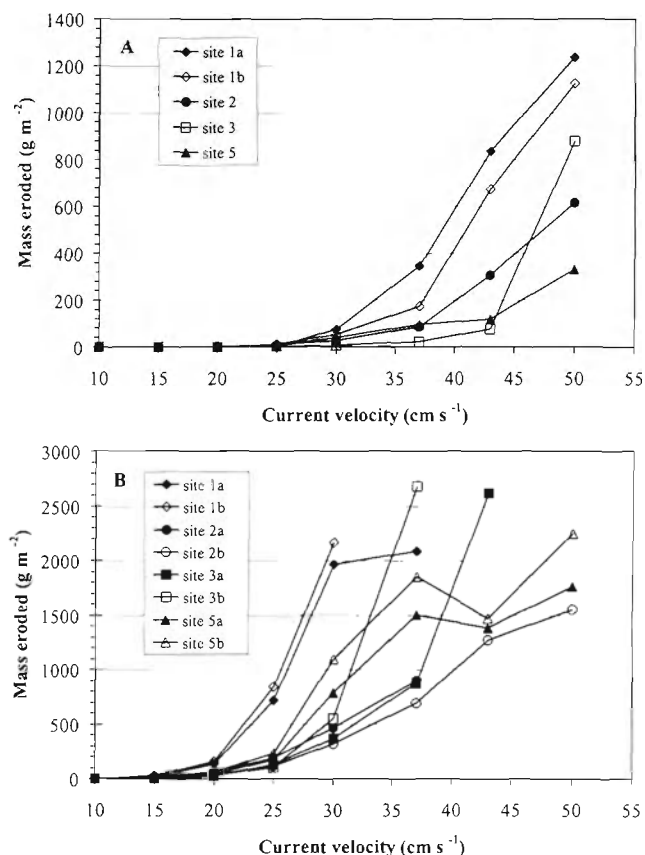 A
site 1a
site 1b
site 2
site 3
site 5
1400
1200
1000
800
600
400
200
0
Mass eroded (g m⁻²)
10 15 20 25 30 35 40 45 50 55
Current velocity (cm s⁻¹)
B
site 1a
site 1b
site 2a
site 2b
site 3a
site 3b
site 5a
site 5b
3000
2500
2000
1500
1000
500
0
Mass eroded (g m⁻²)
10 15 20 25 30 35 40 45 50 55
Current velocity (cm s⁻¹)